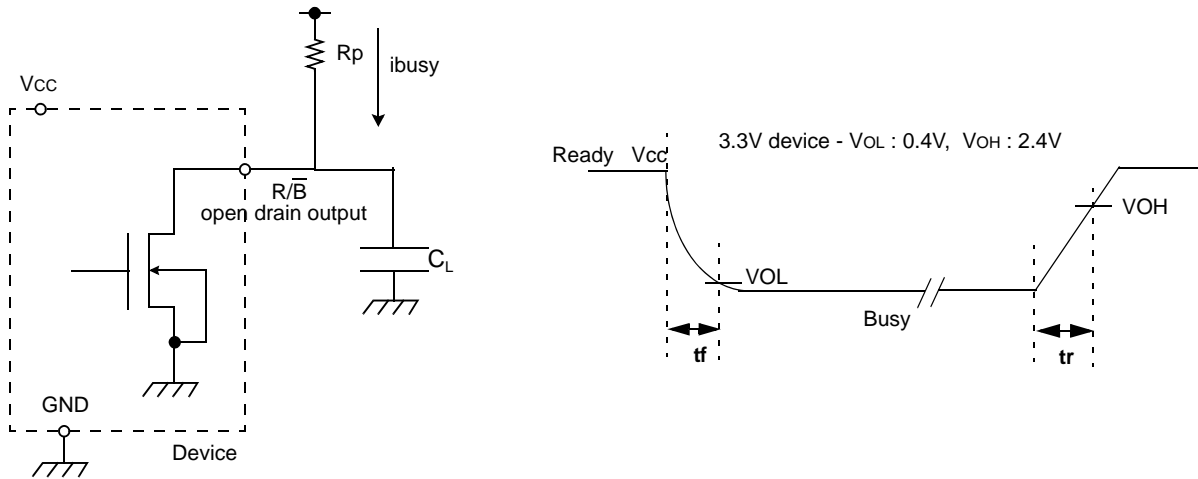 Rp
ibusy
VCC
R/B̅
open drain output
CL
GND
Device
3.3V device - VOL : 0.4V, VOH : 2.4V
Ready Vcc
VOH
VOL
Busy
tf
tr